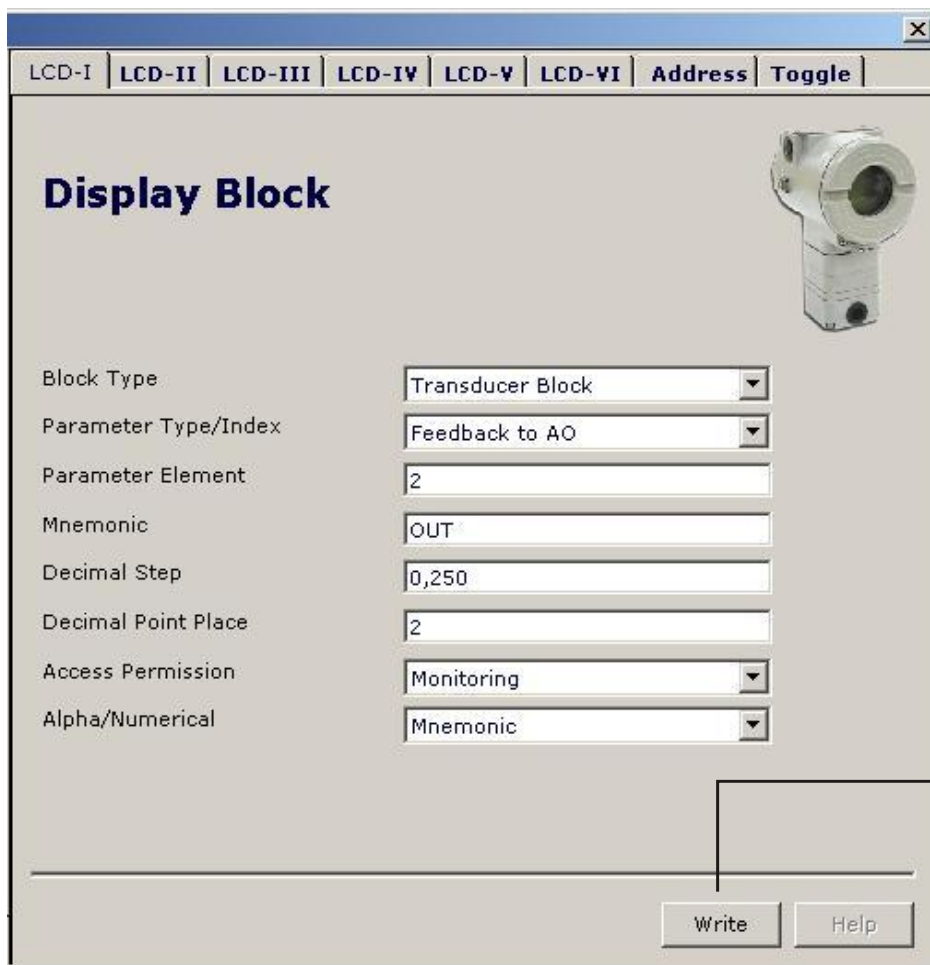 LCD-I LCD-II LCD-III LCD-IV LCD-V LCD-VI Address Toggle
Display Block
Block Type Transducer Block
Parameter Type/Index Feedback to AO
Parameter Element 2
Mnemonic OUT
Decimal Step 0,250
Decimal Point Place 2
Access Permission Monitoring
Alpha/Numerical Mnemonic
Write Help